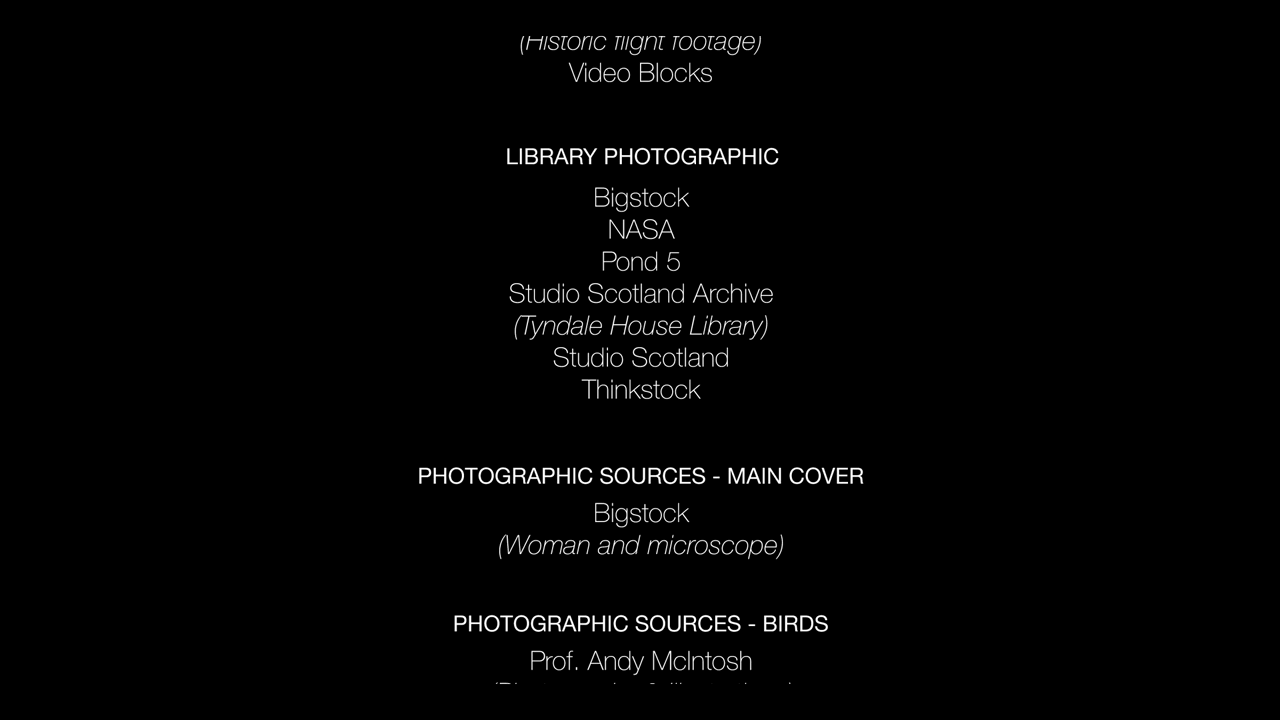 (Historic flight footage)
Video Blocks
LIBRARY PHOTOGRAPHIC
Bigstock
NASA
Pond 5
Studio Scotland Archive
(Tyndale House Library)
Studio Scotland
Thinkstock
PHOTOGRAPHIC SOURCES - MAIN COVER
Bigstock
(Woman and microscope)
PHOTOGRAPHIC SOURCES - BIRDS
Prof. Andy McIntosh